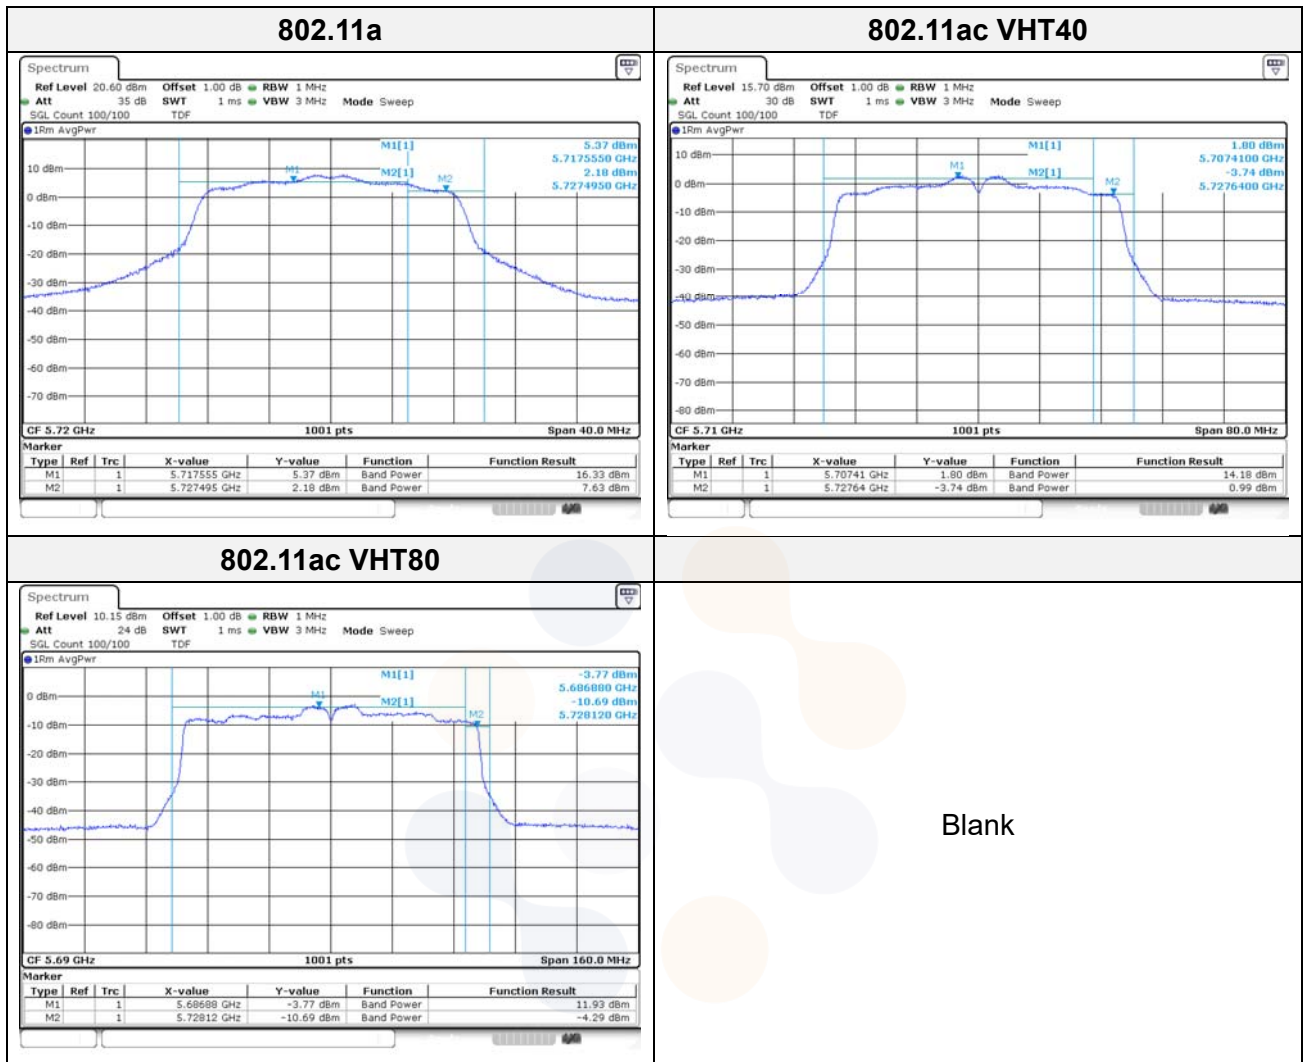 802.11a
Spectrum
Ref Level 20.60 dBm Offset 1.00 dB RBW 1 MHz
Att 35 dB SWT 1 ms VBW 3 MHz Mode Sweep
SGL Count 100/100 TDF
1Rm AvgPwr
M1[1] 5.37 dBm
5.7175550 GHz
M2[1] 2.18 dBm
5.7274950 GHz
M1
M2
10 dBm
0 dBm
-10 dBm
-20 dBm
-30 dBm
-40 dBm
-50 dBm
-60 dBm
-70 dBm
CF 5.72 GHz 1001 pts Span 40.0 MHz
Marker
Type Ref Trc X-value Y-value Function Function Result
M1 1 5.717555 GHz 5.37 dBm Band Power 16.33 dBm
M2 1 5.727495 GHz 2.18 dBm Band Power 7.63 dBm
802.11ac VHT40
Spectrum
Ref Level 15.70 dBm Offset 1.00 dB RBW 1 MHz
Att 30 dB SWT 1 ms VBW 3 MHz Mode Sweep
SGL Count 100/100 TDF
1Rm AvgPwr
M1[1] 1.80 dBm
5.7074100 GHz
M2[1] -3.74 dBm
5.7276400 GHz
M1
M2
10 dBm
0 dBm
-10 dBm
-20 dBm
-30 dBm
-40 dBm
-50 dBm
-60 dBm
-70 dBm
-80 dBm
CF 5.71 GHz 1001 pts Span 80.0 MHz
Marker
Type Ref Trc X-value Y-value Function Function Result
M1 1 5.70741 GHz 1.80 dBm Band Power 14.18 dBm
M2 1 5.72764 GHz -3.74 dBm Band Power 0.99 dBm
802.11ac VHT80
Spectrum
Ref Level 10.15 dBm Offset 1.00 dB RBW 1 MHz
Att 24 dB SWT 1 ms VBW 3 MHz Mode Sweep
SGL Count 100/100 TDF
1Rm AvgPwr
M1[1] -3.77 dBm
5.686880 GHz
M2[1] -10.69 dBm
5.728120 GHz
M1
M2
0 dBm
-10 dBm
-20 dBm
-30 dBm
-40 dBm
-50 dBm
-60 dBm
-70 dBm
-80 dBm
CF 5.69 GHz 1001 pts Span 160.0 MHz
Marker
Type Ref Trc X-value Y-value Function Function Result
M1 1 5.68688 GHz -3.77 dBm Band Power 11.93 dBm
M2 1 5.72812 GHz -10.69 dBm Band Power -4.29 dBm
Blank